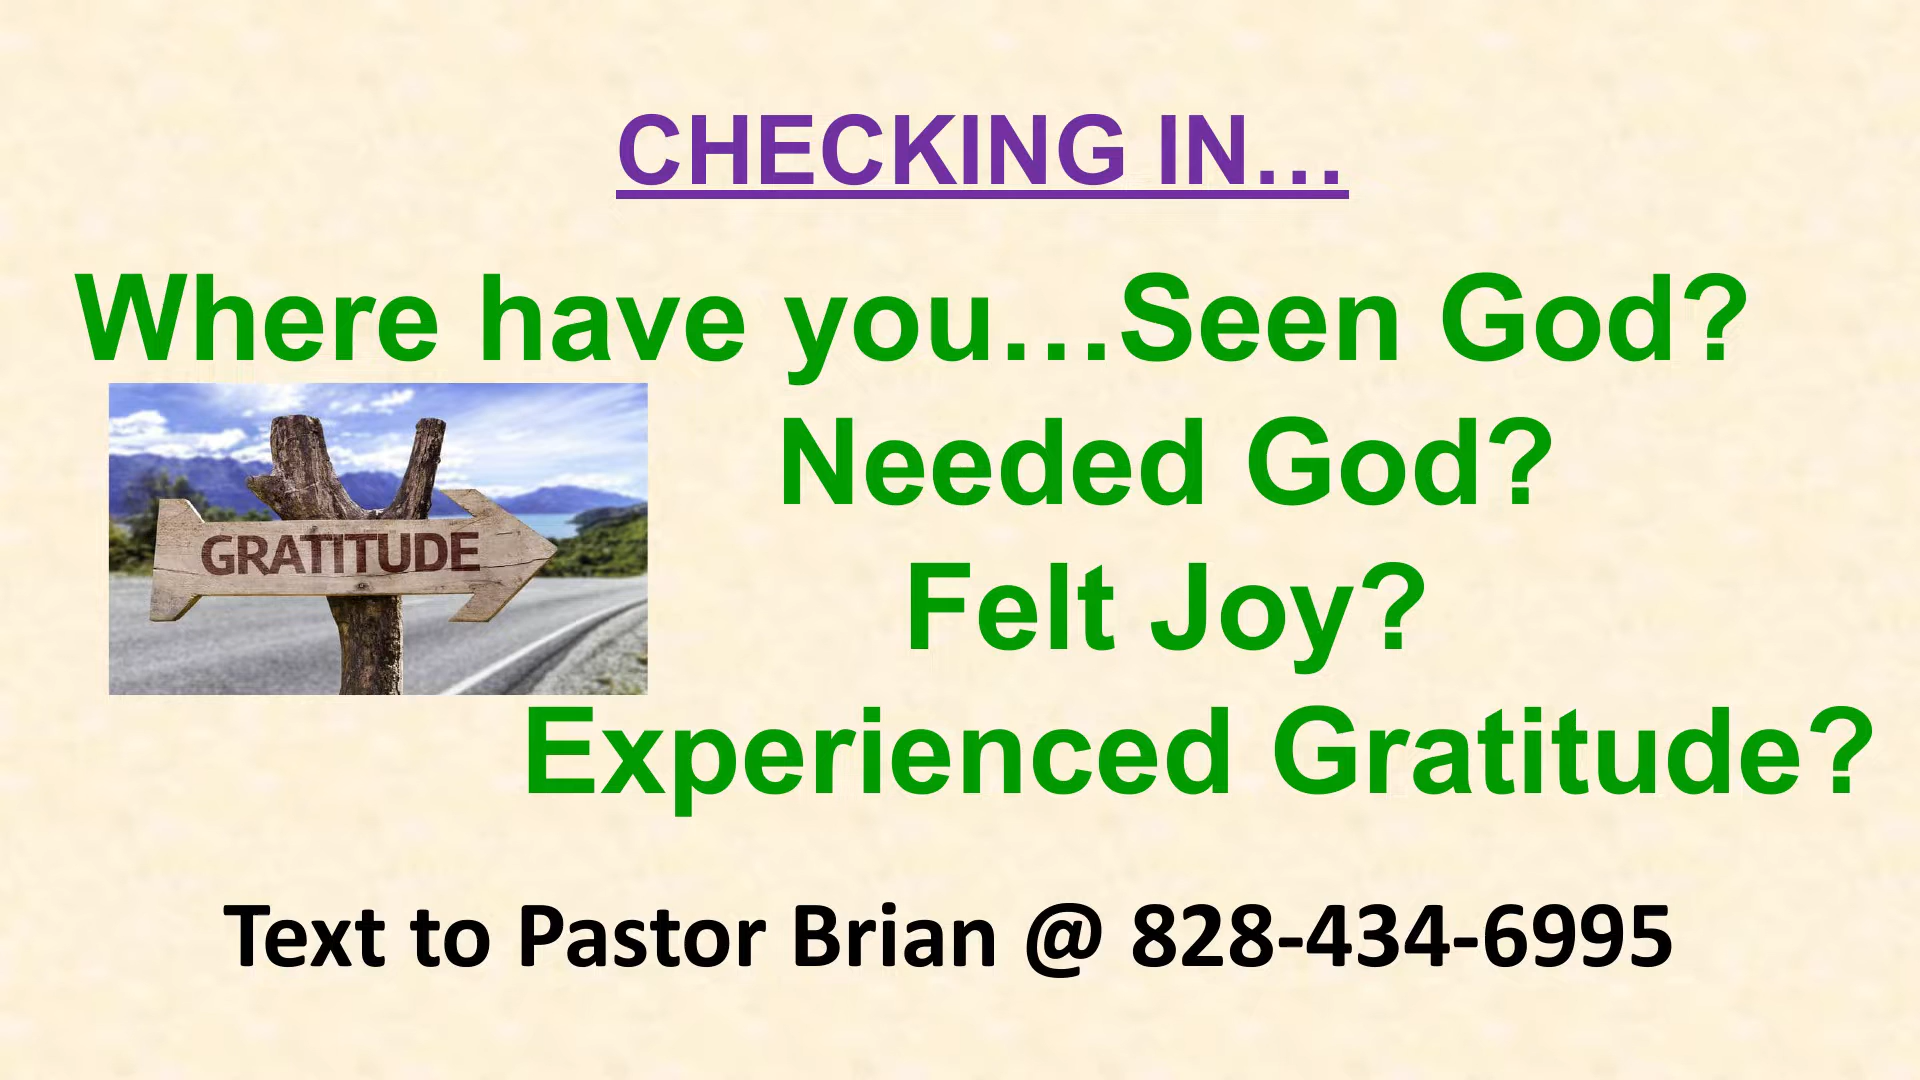 CHECKING IN…
Where have you…Seen God?
Needed God?
GRATITUDE
Felt Joy?
Experienced Gratitude?
Text to Pastor Brian @ 828-434-6995